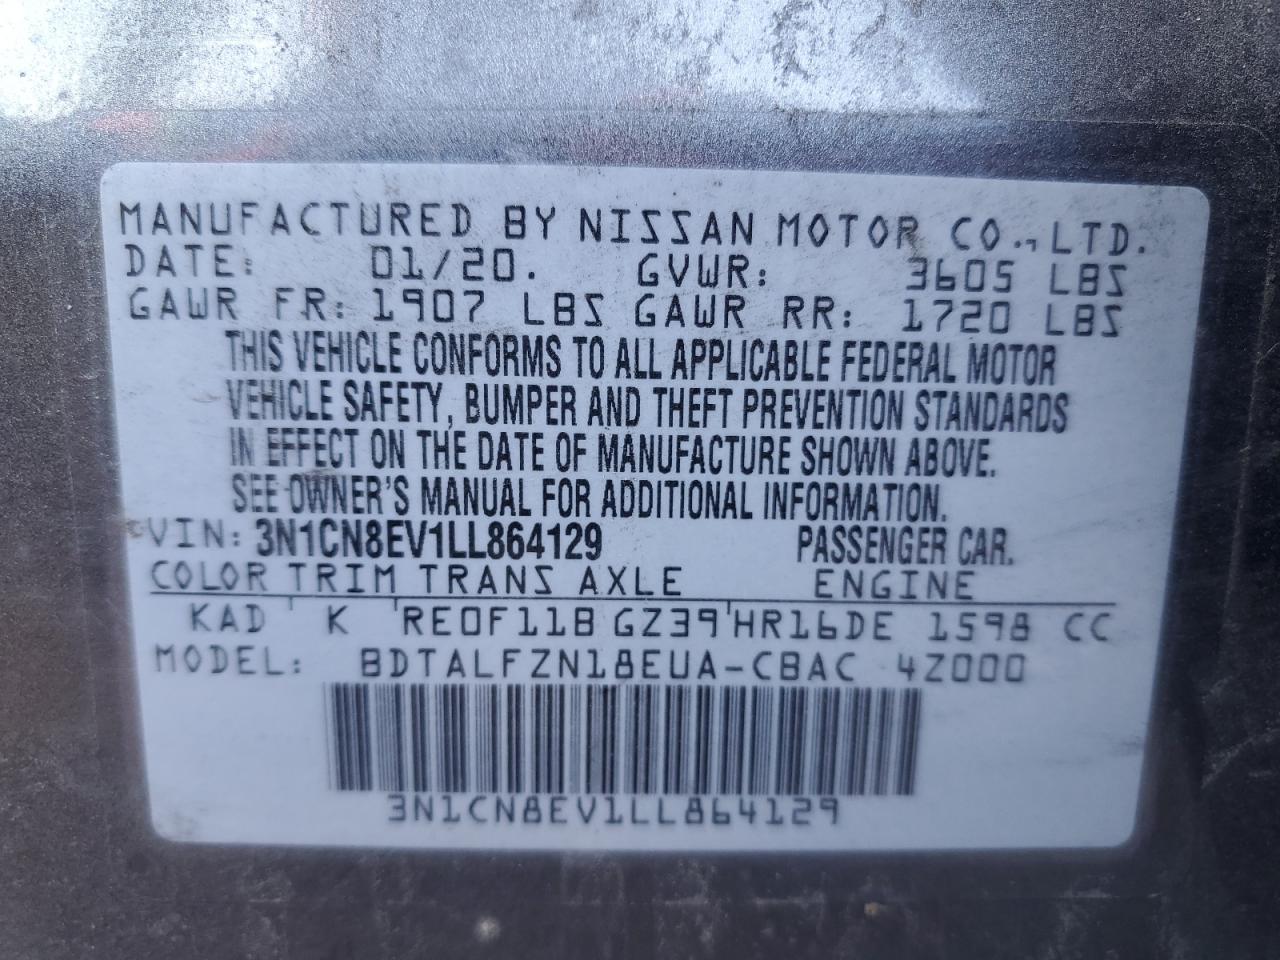 MANUFACTURED BY NISSAN MOTOR CO., LTD.
DATE: 01/20. GVWR: 3605 LBS
GAWR FR: 1907 LBS GAWR RR: 1720 LBS
THIS VEHICLE CONFORMS TO ALL APPLICABLE FEDERAL MOTOR
VEHICLE SAFETY, BUMPER AND THEFT PREVENTION STANDARDS
IN EFFECT ON THE DATE OF MANUFACTURE SHOWN ABOVE.
SEE OWNER'S MANUAL FOR ADDITIONAL INFORMATION.
VIN: 3N1CN8EV1LL864129 PASSENGER CAR.
COLOR TRIM TRANS AXLE ENGINE
KAD K RE0F11B GZ39 HR16DE 1598 CC
MODEL: BDTALFZN18EUA-CBAC 4Z000
3N1CN8EV1LL864129